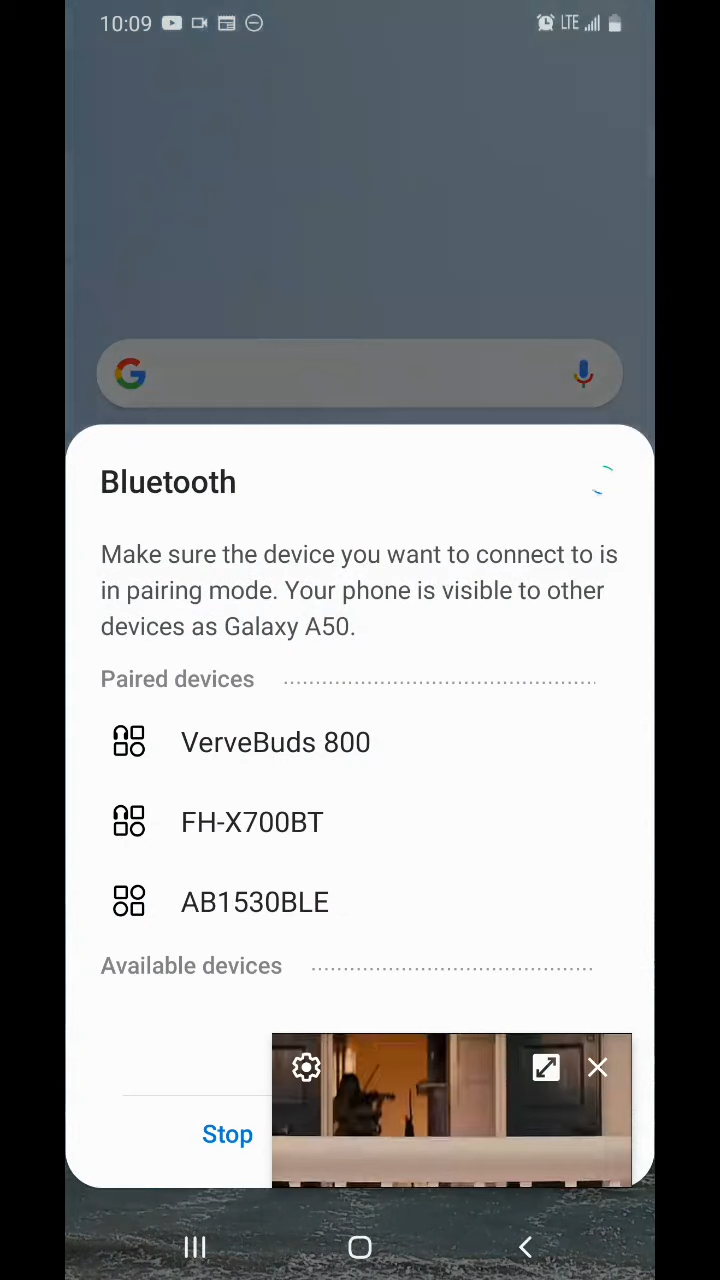 10:09 LTE
Bluetooth
Make sure the device you want to connect to is
in pairing mode. Your phone is visible to other
devices as Galaxy A50.
Paired devices
VerveBuds 800
FH-X700BT
AB1530BLE
Available devices
Stop